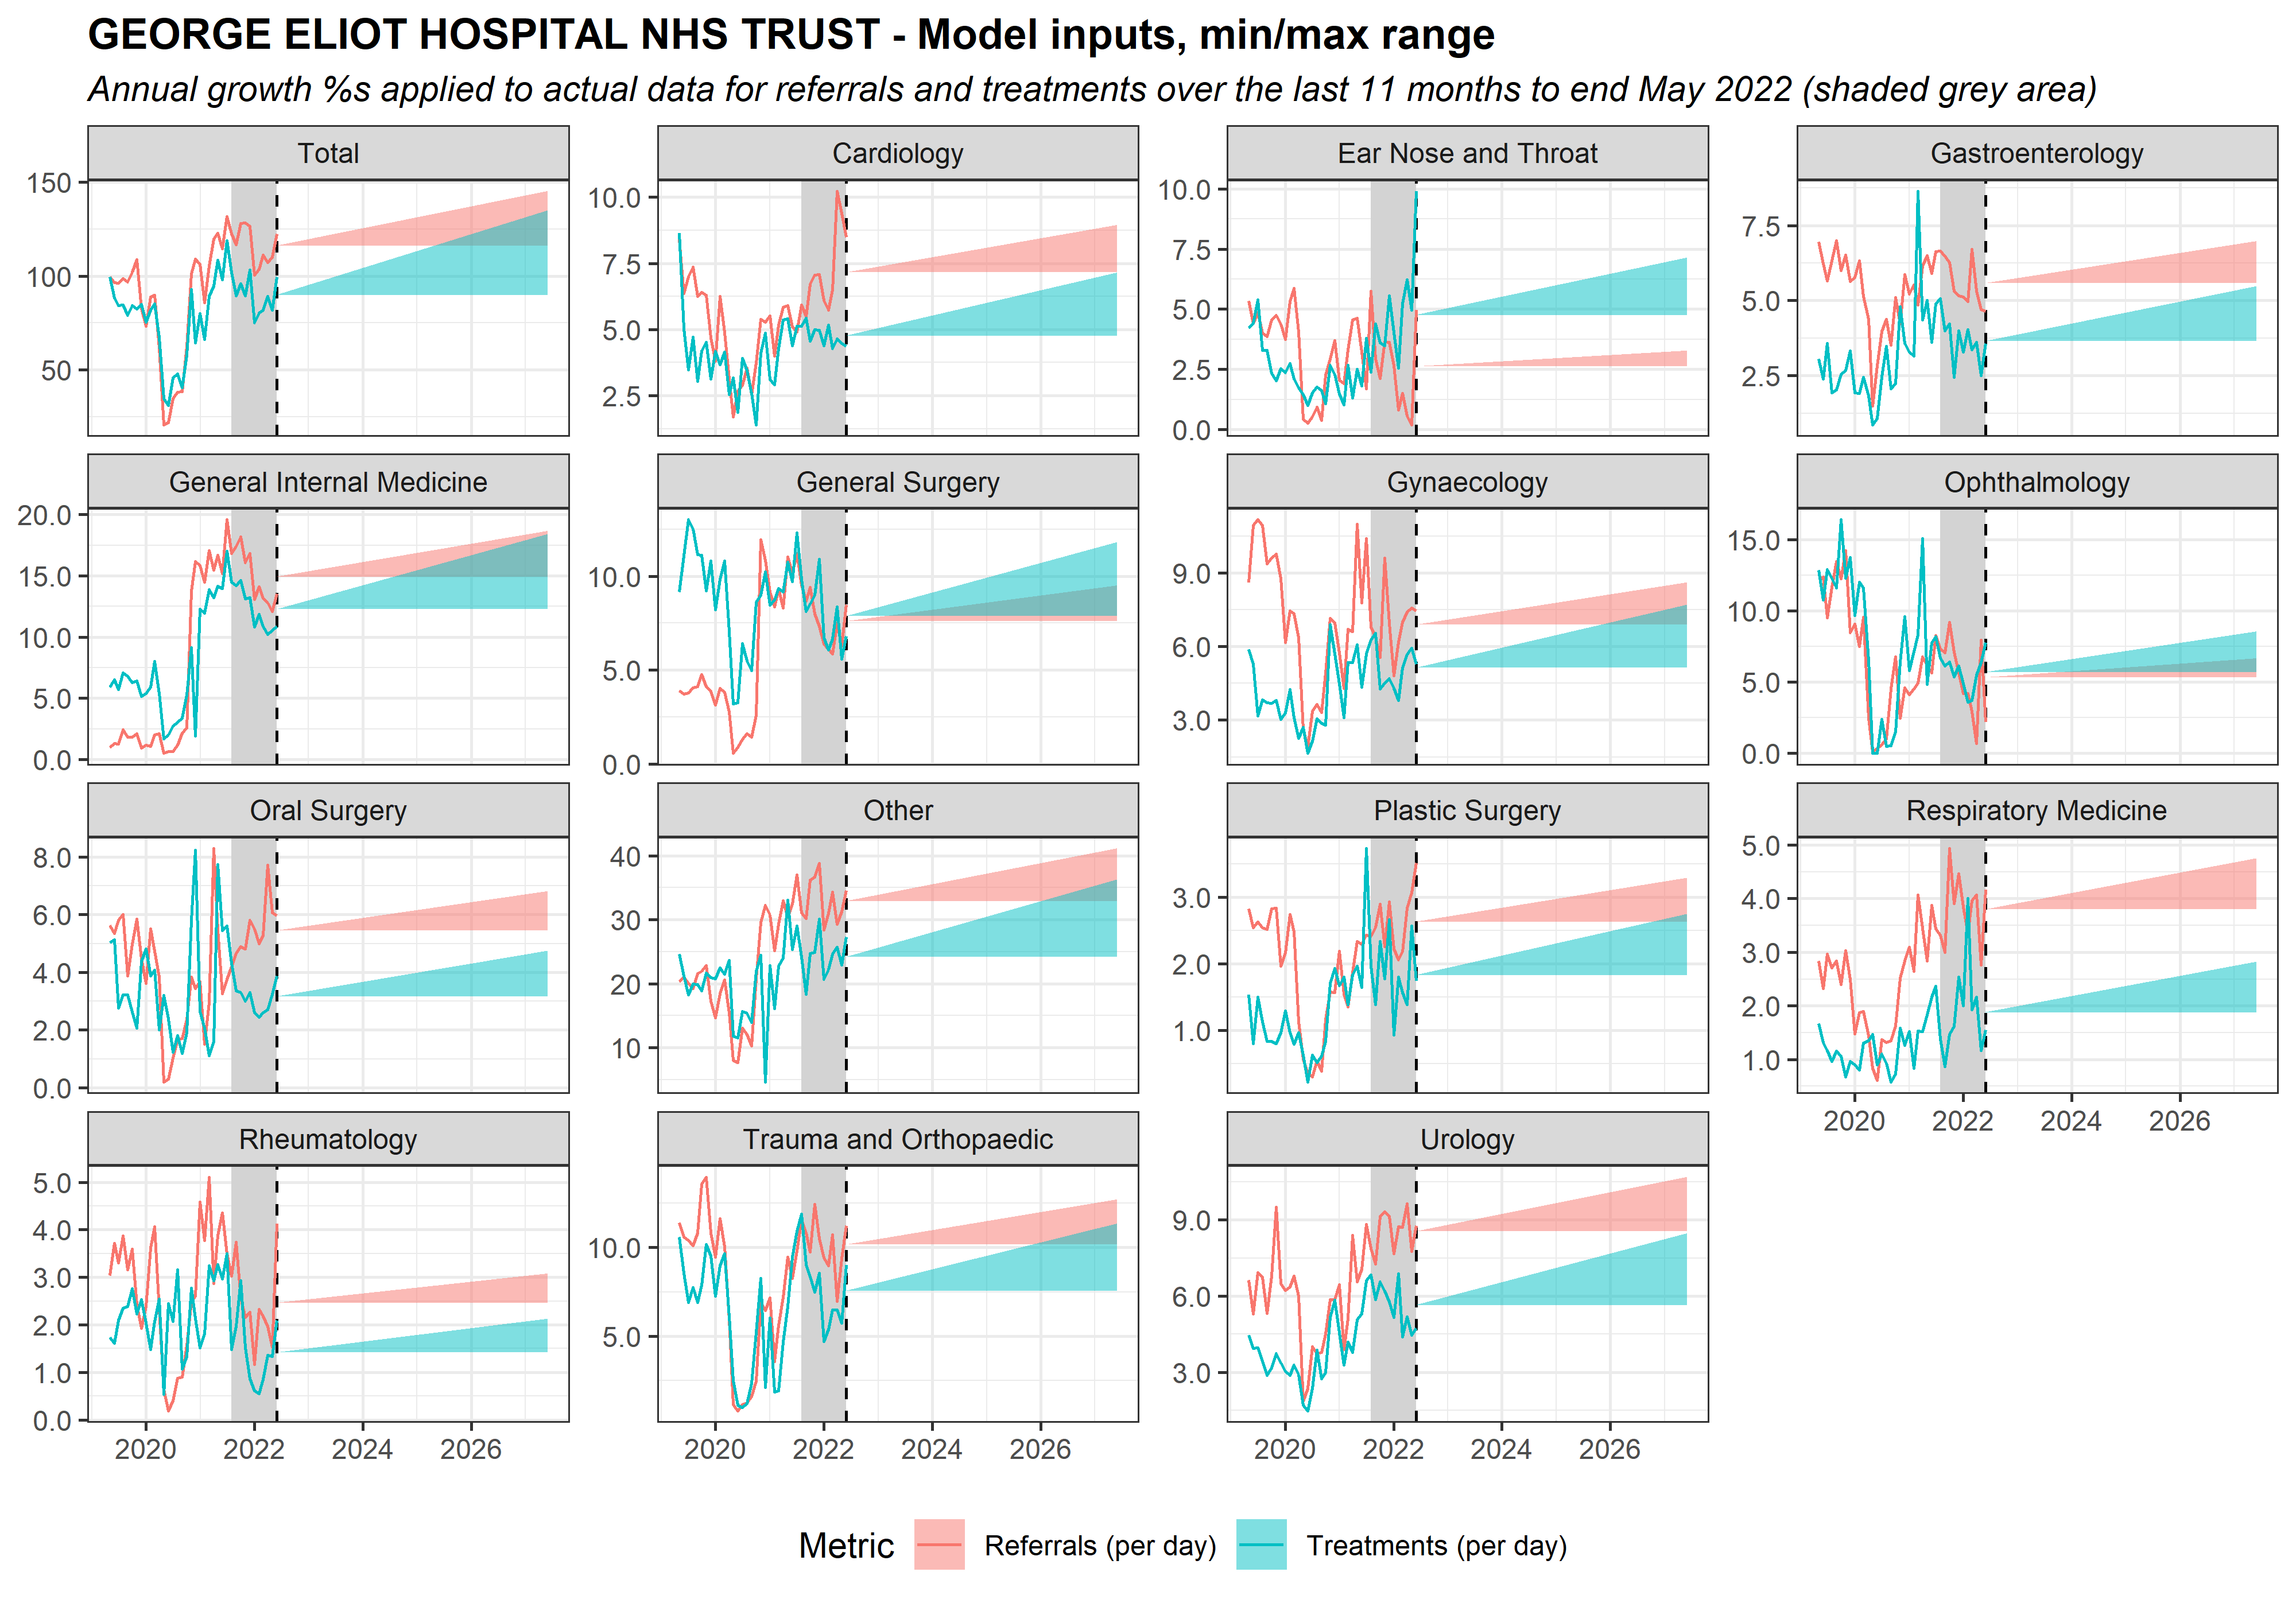 GEORGE ELIOT HOSPITAL NHS TRUST - Model inputs, min/max range
Annual growth %s applied to actual data for referrals and treatments over the last 11 months to end May 2022 (shaded grey area)
Total
150
100
50
Cardiology
10.0
7.5
5.0
2.5
Ear Nose and Throat
10.0
7.5
5.0
2.5
0.0
Gastroenterology
7.5
5.0
2.5
General Internal Medicine
20.0
15.0
10.0
5.0
0.0
General Surgery
10.0
5.0
0.0
Gynaecology
9.0
6.0
3.0
Ophthalmology
15.0
10.0
5.0
0.0
Oral Surgery
8.0
6.0
4.0
2.0
0.0
Other
40
30
20
10
Plastic Surgery
3.0
2.0
1.0
Respiratory Medicine
5.0
4.0
3.0
2.0
1.0
2020 2022 2024 2026
Rheumatology
5.0
4.0
3.0
2.0
1.0
0.0
2020 2022 2024 2026
Trauma and Orthopaedic
10.0
5.0
2020 2022 2024 2026
Urology
9.0
6.0
3.0
2020 2022 2024 2026
Metric Referrals (per day) Treatments (per day)